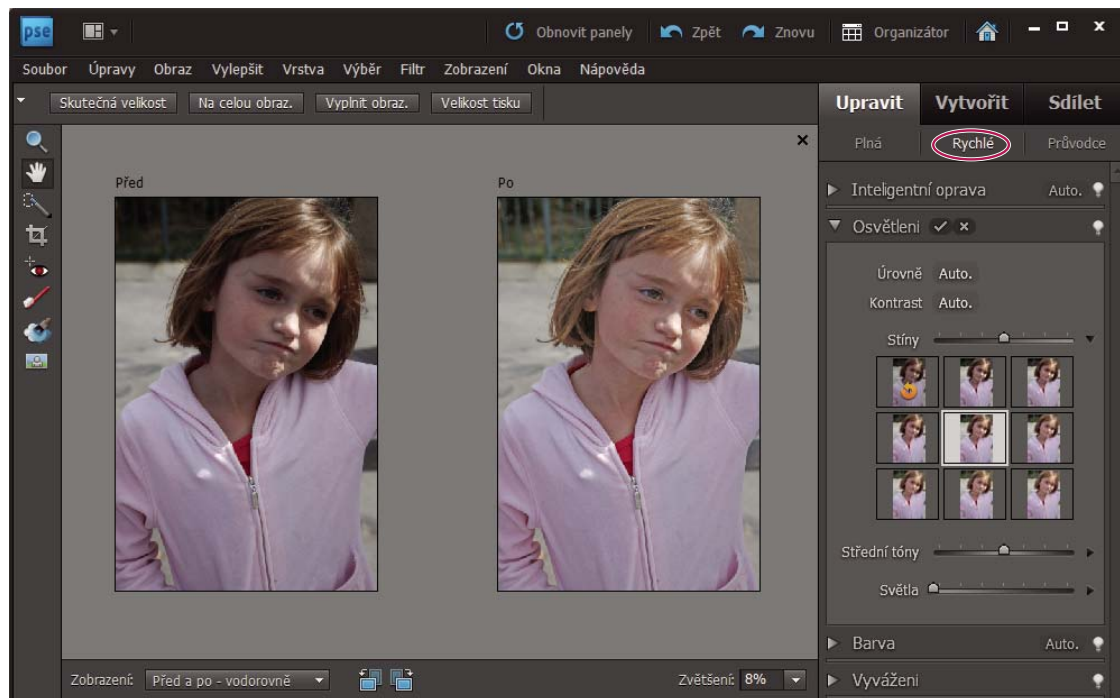 pse Obnovit panely Zpět Znovu Organizátor
Soubor Úpravy Obraz Vylepšit Vrstva Výběr Filtr Zobrazení Okna Nápověda
Skutečná velikost Na celou obraz. Vyplnit obraz. Velikost tisku
Upravit Vytvořit Sdílet
Plná Rychlé Průvodce
Před
Po
Inteligentní oprava Auto.
Osvětleni
Úrovně Auto.
Kontrast Auto.
Stíny
Střední tóny
Světla
Barva Auto.
Vyváženi
Zobrazení: Před a po - vodorovně Zvětšení: 8%